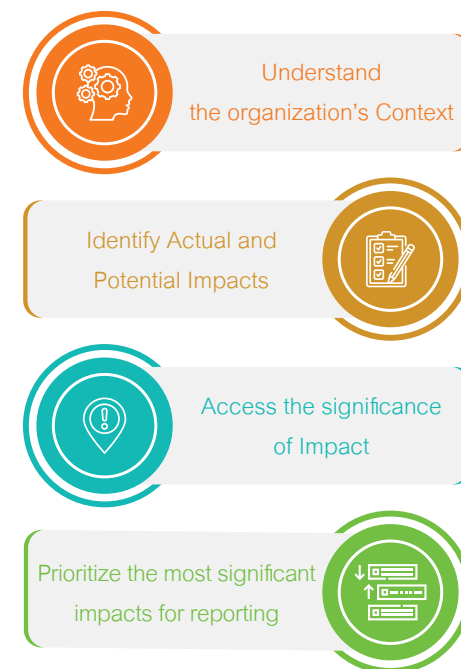 Understand
the organization's Context
Identify Actual and
Potential Impacts
Access the significance
of Impact
Prioritize the most significant
impacts for reporting